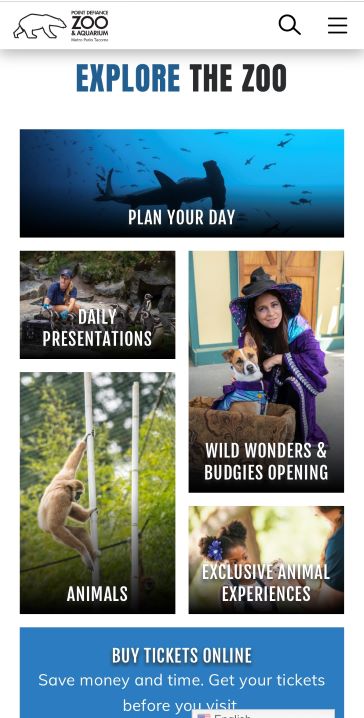 POINT DEFIANCE
ZOO
& AQUARIUM
Metro Parks Tacoma
EXPLORE THE ZOO
PLAN YOUR DAY
DAILY
PRESENTATIONS
WILD WONDERS &
BUDGIES OPENING
ANIMALS
EXCLUSIVE ANIMAL
EXPERIENCES
BUY TICKETS ONLINE
Save money and time. Get your tickets
before you visit
English